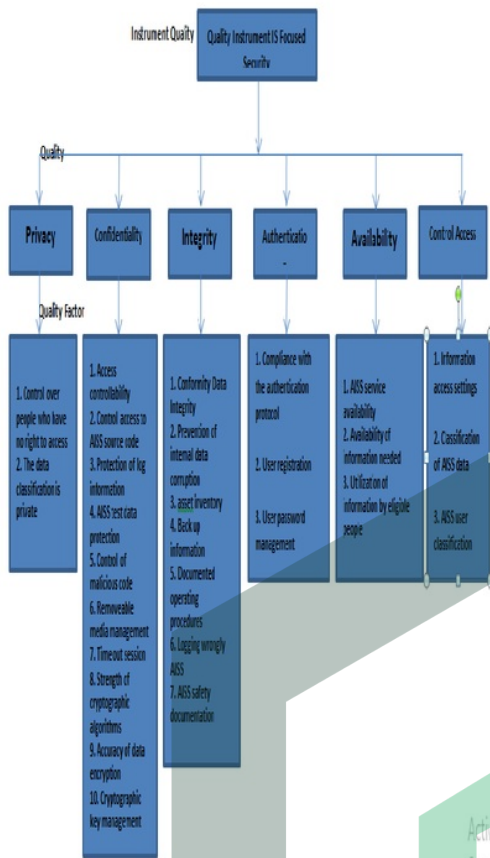 Instrument Quality
Quality Instrument IS Focused
Security
Quality
Privacy
Confidentiality
Integrity
Authenticatio
Availability
Control Access
Quality Factor
1. Control over
people who have
no right to access
2. The data
classification is
private
1. Access
controllability
2. Control access to
AISS source code
3. Protection of log
information
4. AISS test data
protection
5. Control of
malicious code
6. Removeable
media management
7. Timeout session
8. Strength of
cryptographic
algorithms
9. Accuracy of data
encryption
10. Cryptographic
key management
1. Conformity Data
Integrity
2. Prevention of
internal data
corruption
3. asset inventory
4. Back up
information
5. Documented
operating
procedures
6. Logging wrongly
AISS
7. AISS safety
documentation
1. Compliance with
the authentication
protocol
2. User registration
3. User password
management
1. AISS service
availability
2. Availability of
information needed
3. Utilization of
information by eligible
people
1. Information
access settings
2. Classification
of AISS data
3. AISS user
classification
Acti